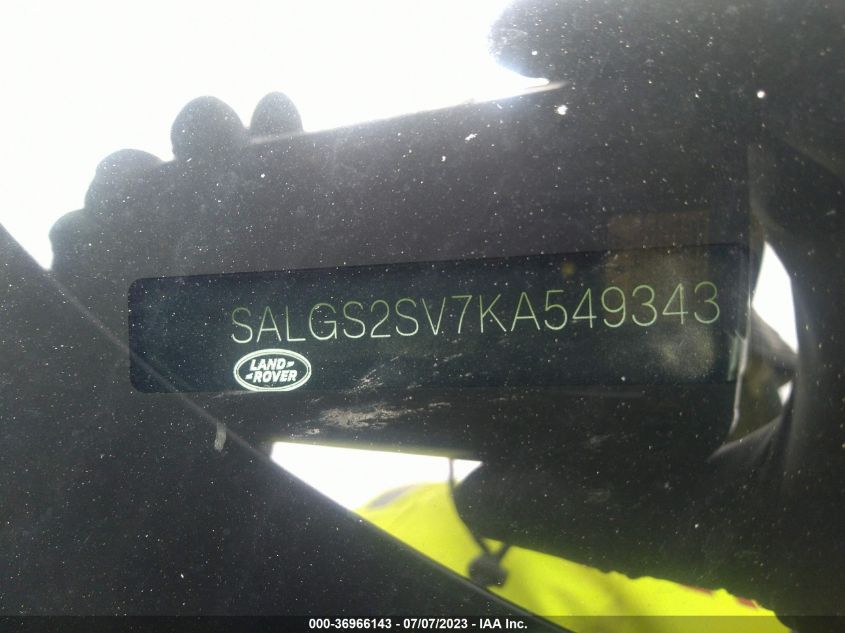 SALGS2SV7KA549343
LAND-
-ROVER
000-36966143 - 07/07/2023 - IAA Inc.